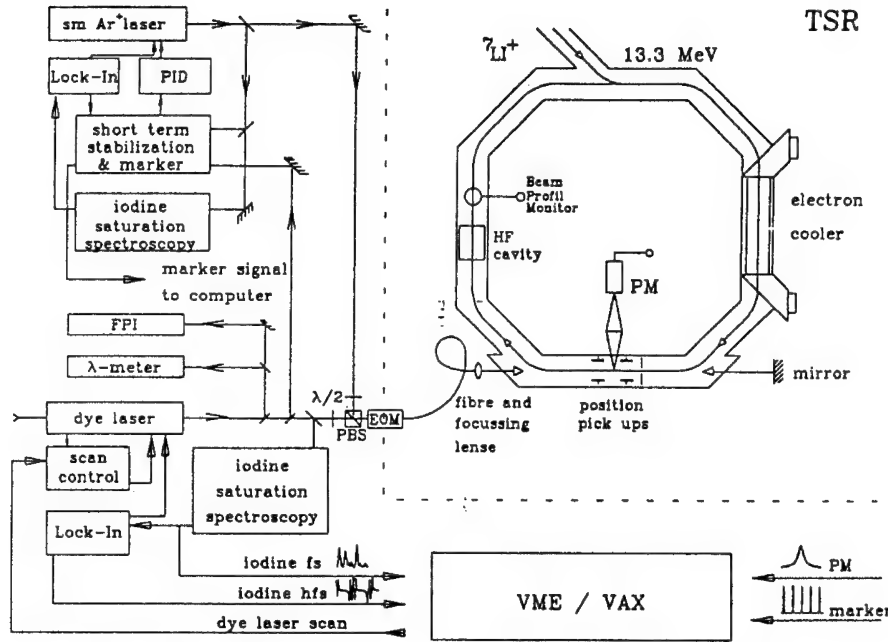 sm Ar+laser
Lock-In
PID
short term
stabilization
& marker
iodine
saturation
spectroscopy
marker signal
to computer
FPI
λ-meter
dye laser
scan
control
Lock-In
iodine
saturation
spectroscopy
λ/2
PBS
EOM
TSR
7LI+
13.3 MeV
Beam
Profil
Monitor
HF
cavity
PM
electron
cooler
mirror
fibre and
focussing
lense
position
pick ups
iodine fs
iodine hfs
dye laser scan
VME / VAX
PM
marker